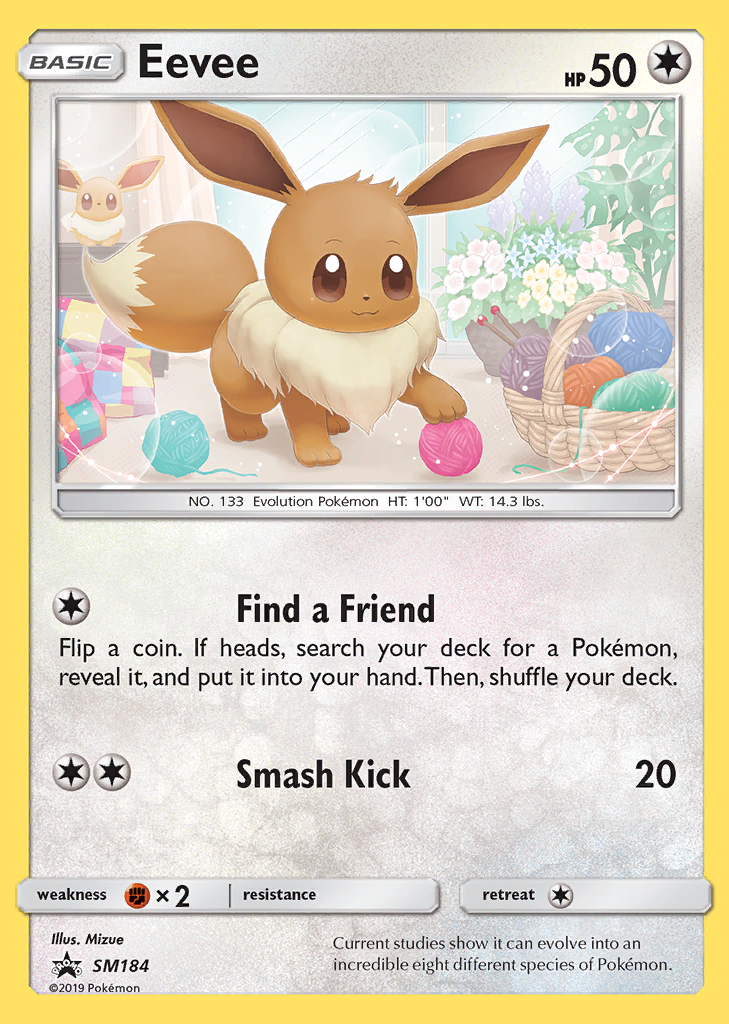 BASIC Eevee HP 50
NO. 133 Evolution Pokémon HT: 1'00" WT: 14.3 lbs.
Find a Friend
Flip a coin. If heads, search your deck for a Pokémon,
reveal it, and put it into your hand. Then, shuffle your deck.
Smash Kick 20
weakness × 2 resistance retreat
Illus. Mizue
SM184
©2019 Pokémon
Current studies show it can evolve into an
incredible eight different species of Pokémon.